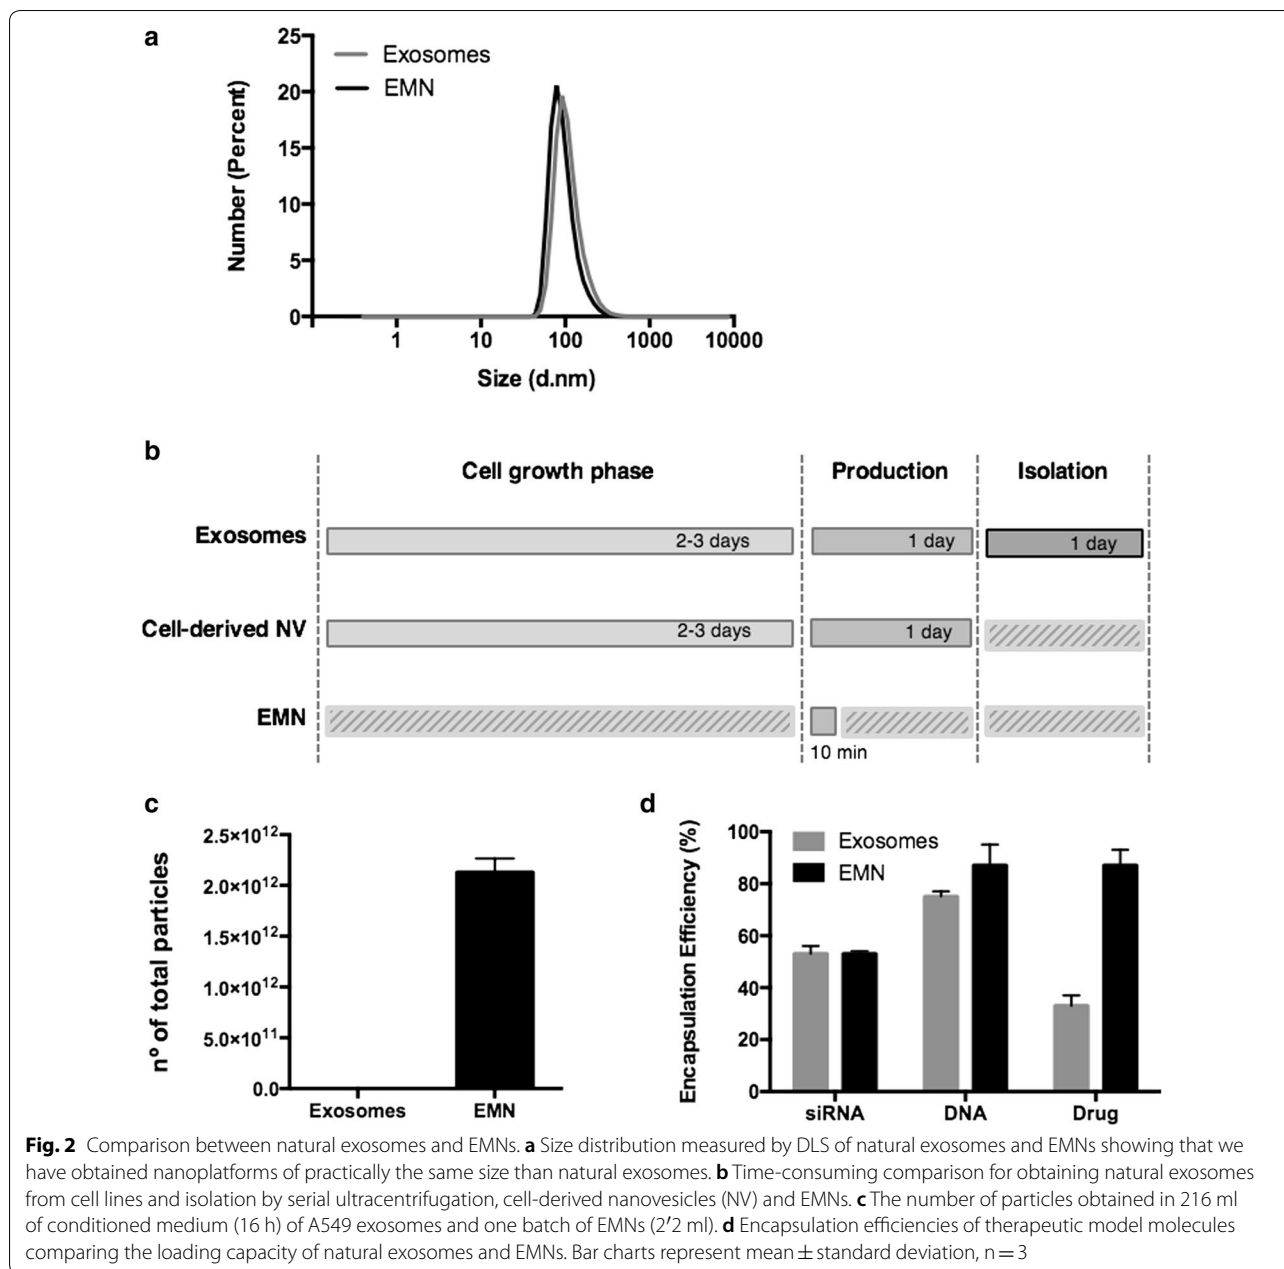 a
25
20
15
10
5
0
Number (Percent)
Exosomes
EMN
1 10 100 1000 10000
Size (d.nm)
b
Cell growth phase Production Isolation
Exosomes 2-3 days 1 day 1 day
Cell-derived NV 2-3 days 1 day
EMN
10 min
c
nº of total particles
2.5×10¹²
2.0×10¹²
1.5×10¹²
1.0×10¹²
5.0×10¹¹
0.0
Exosomes EMN
d
Encapsulation Efficiency (%)
100
80
60
40
20
0
Exosomes
EMN
siRNA DNA Drug
Fig. 2 Comparison between natural exosomes and EMNs. a Size distribution measured by DLS of natural exosomes and EMNs showing that we
have obtained nanoplatforms of practically the same size than natural exosomes. b Time-consuming comparison for obtaining natural exosomes
from cell lines and isolation by serial ultracentrifugation, cell-derived nanovesicles (NV) and EMNs. c The number of particles obtained in 216 ml
of conditioned medium (16 h) of A549 exosomes and one batch of EMNs (2′2 ml). d Encapsulation efficiencies of therapeutic model molecules
comparing the loading capacity of natural exosomes and EMNs. Bar charts represent mean ± standard deviation, n = 3